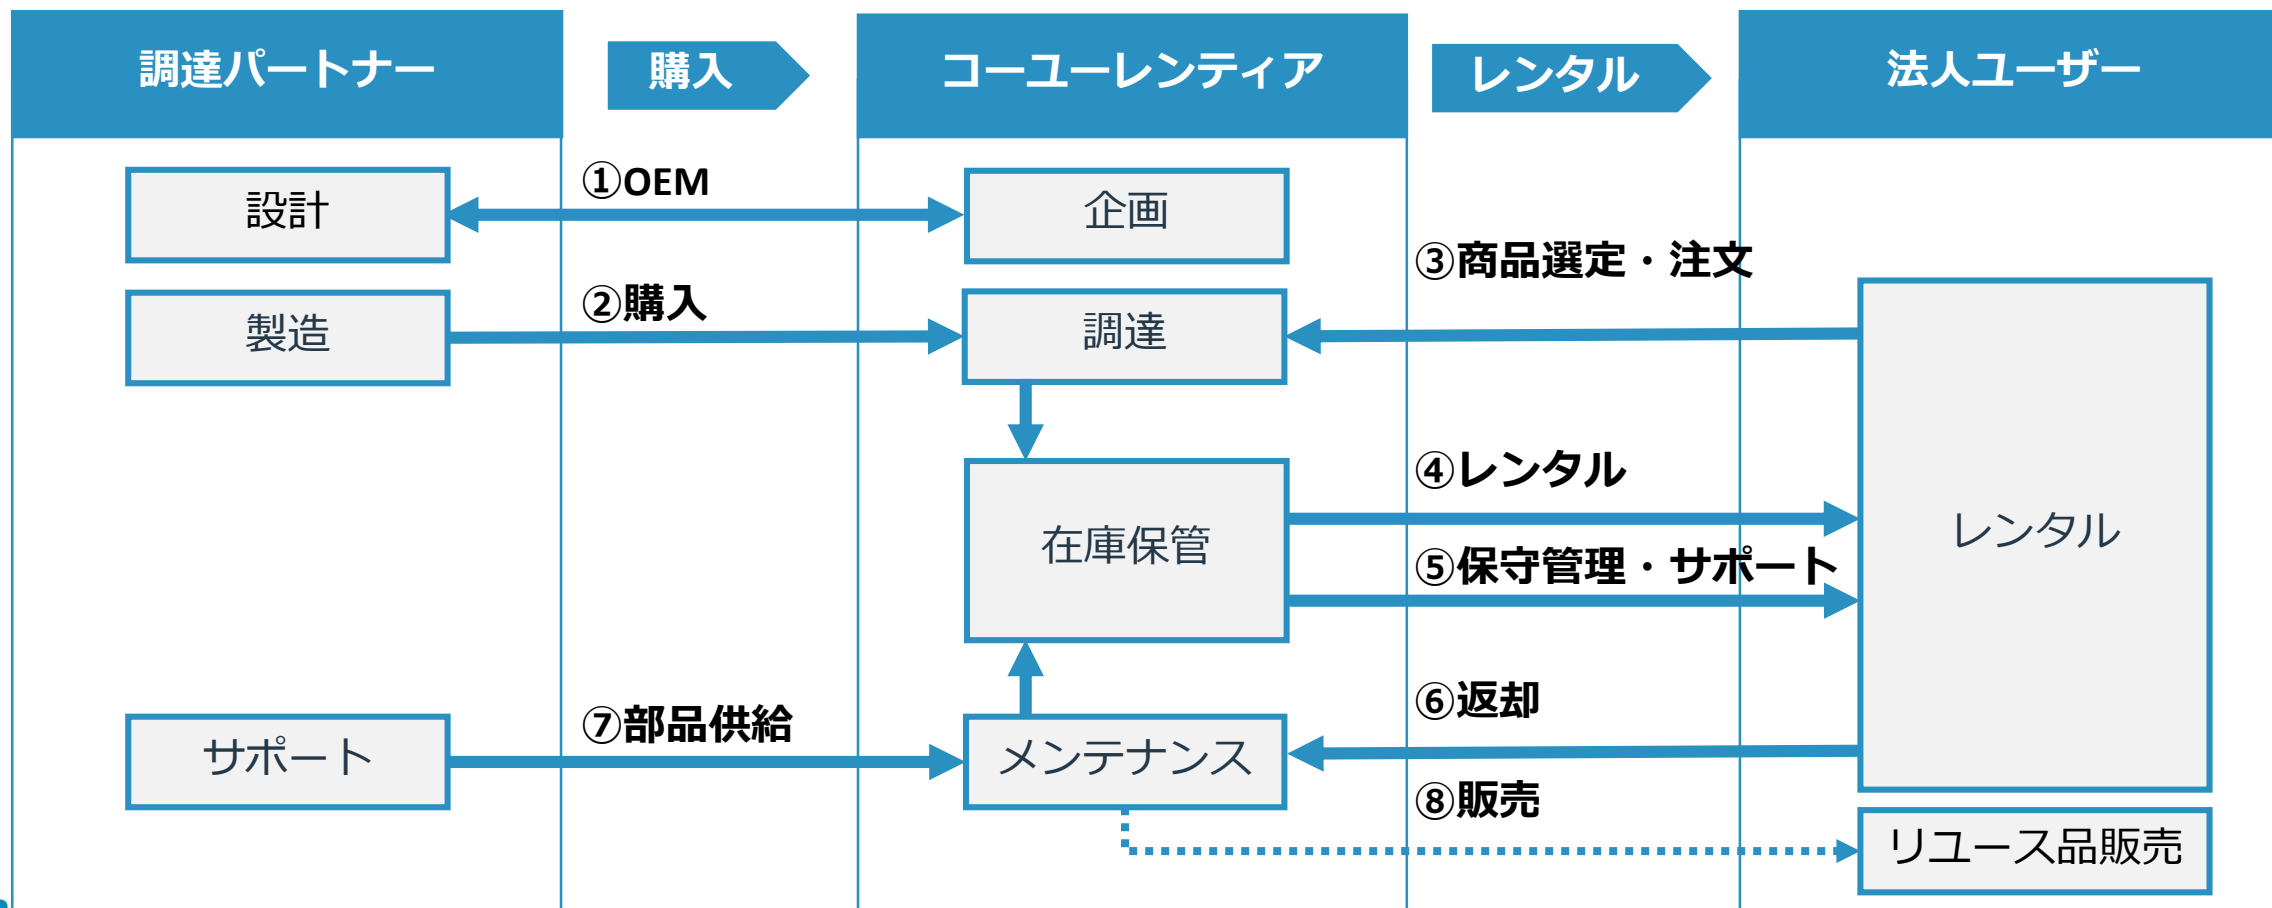 調達パートナー
購入
コーユーレンティア
レンタル
法人ユーザー
①OEM
設計
企画
③商品選定・注文
②購入
製造
調達
④レンタル
在庫保管
レンタル
⑤保守管理・サポート
⑥返却
⑦部品供給
サポート
メンテナンス
⑧販売
リユース品販売